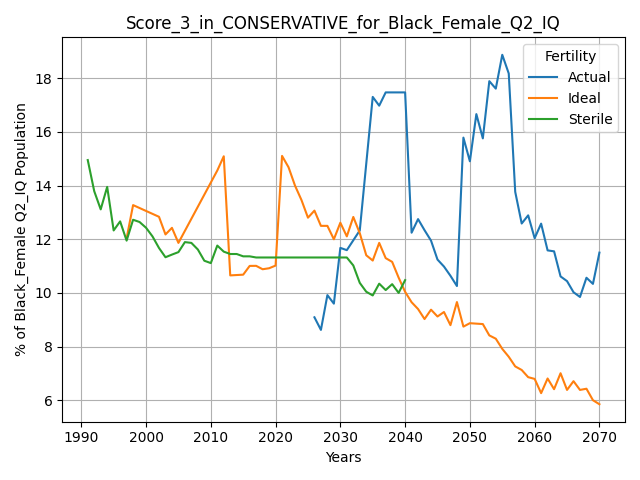 Score_3_in_CONSERVATIVE_for_Black_Female_Q2_IQ
% of Black_Female Q2_IQ Population
18
16
14
12
10
8
6
Fertility
Actual
Ideal
Sterile
1990 2000 2010 2020 2030 2040 2050 2060 2070
Years